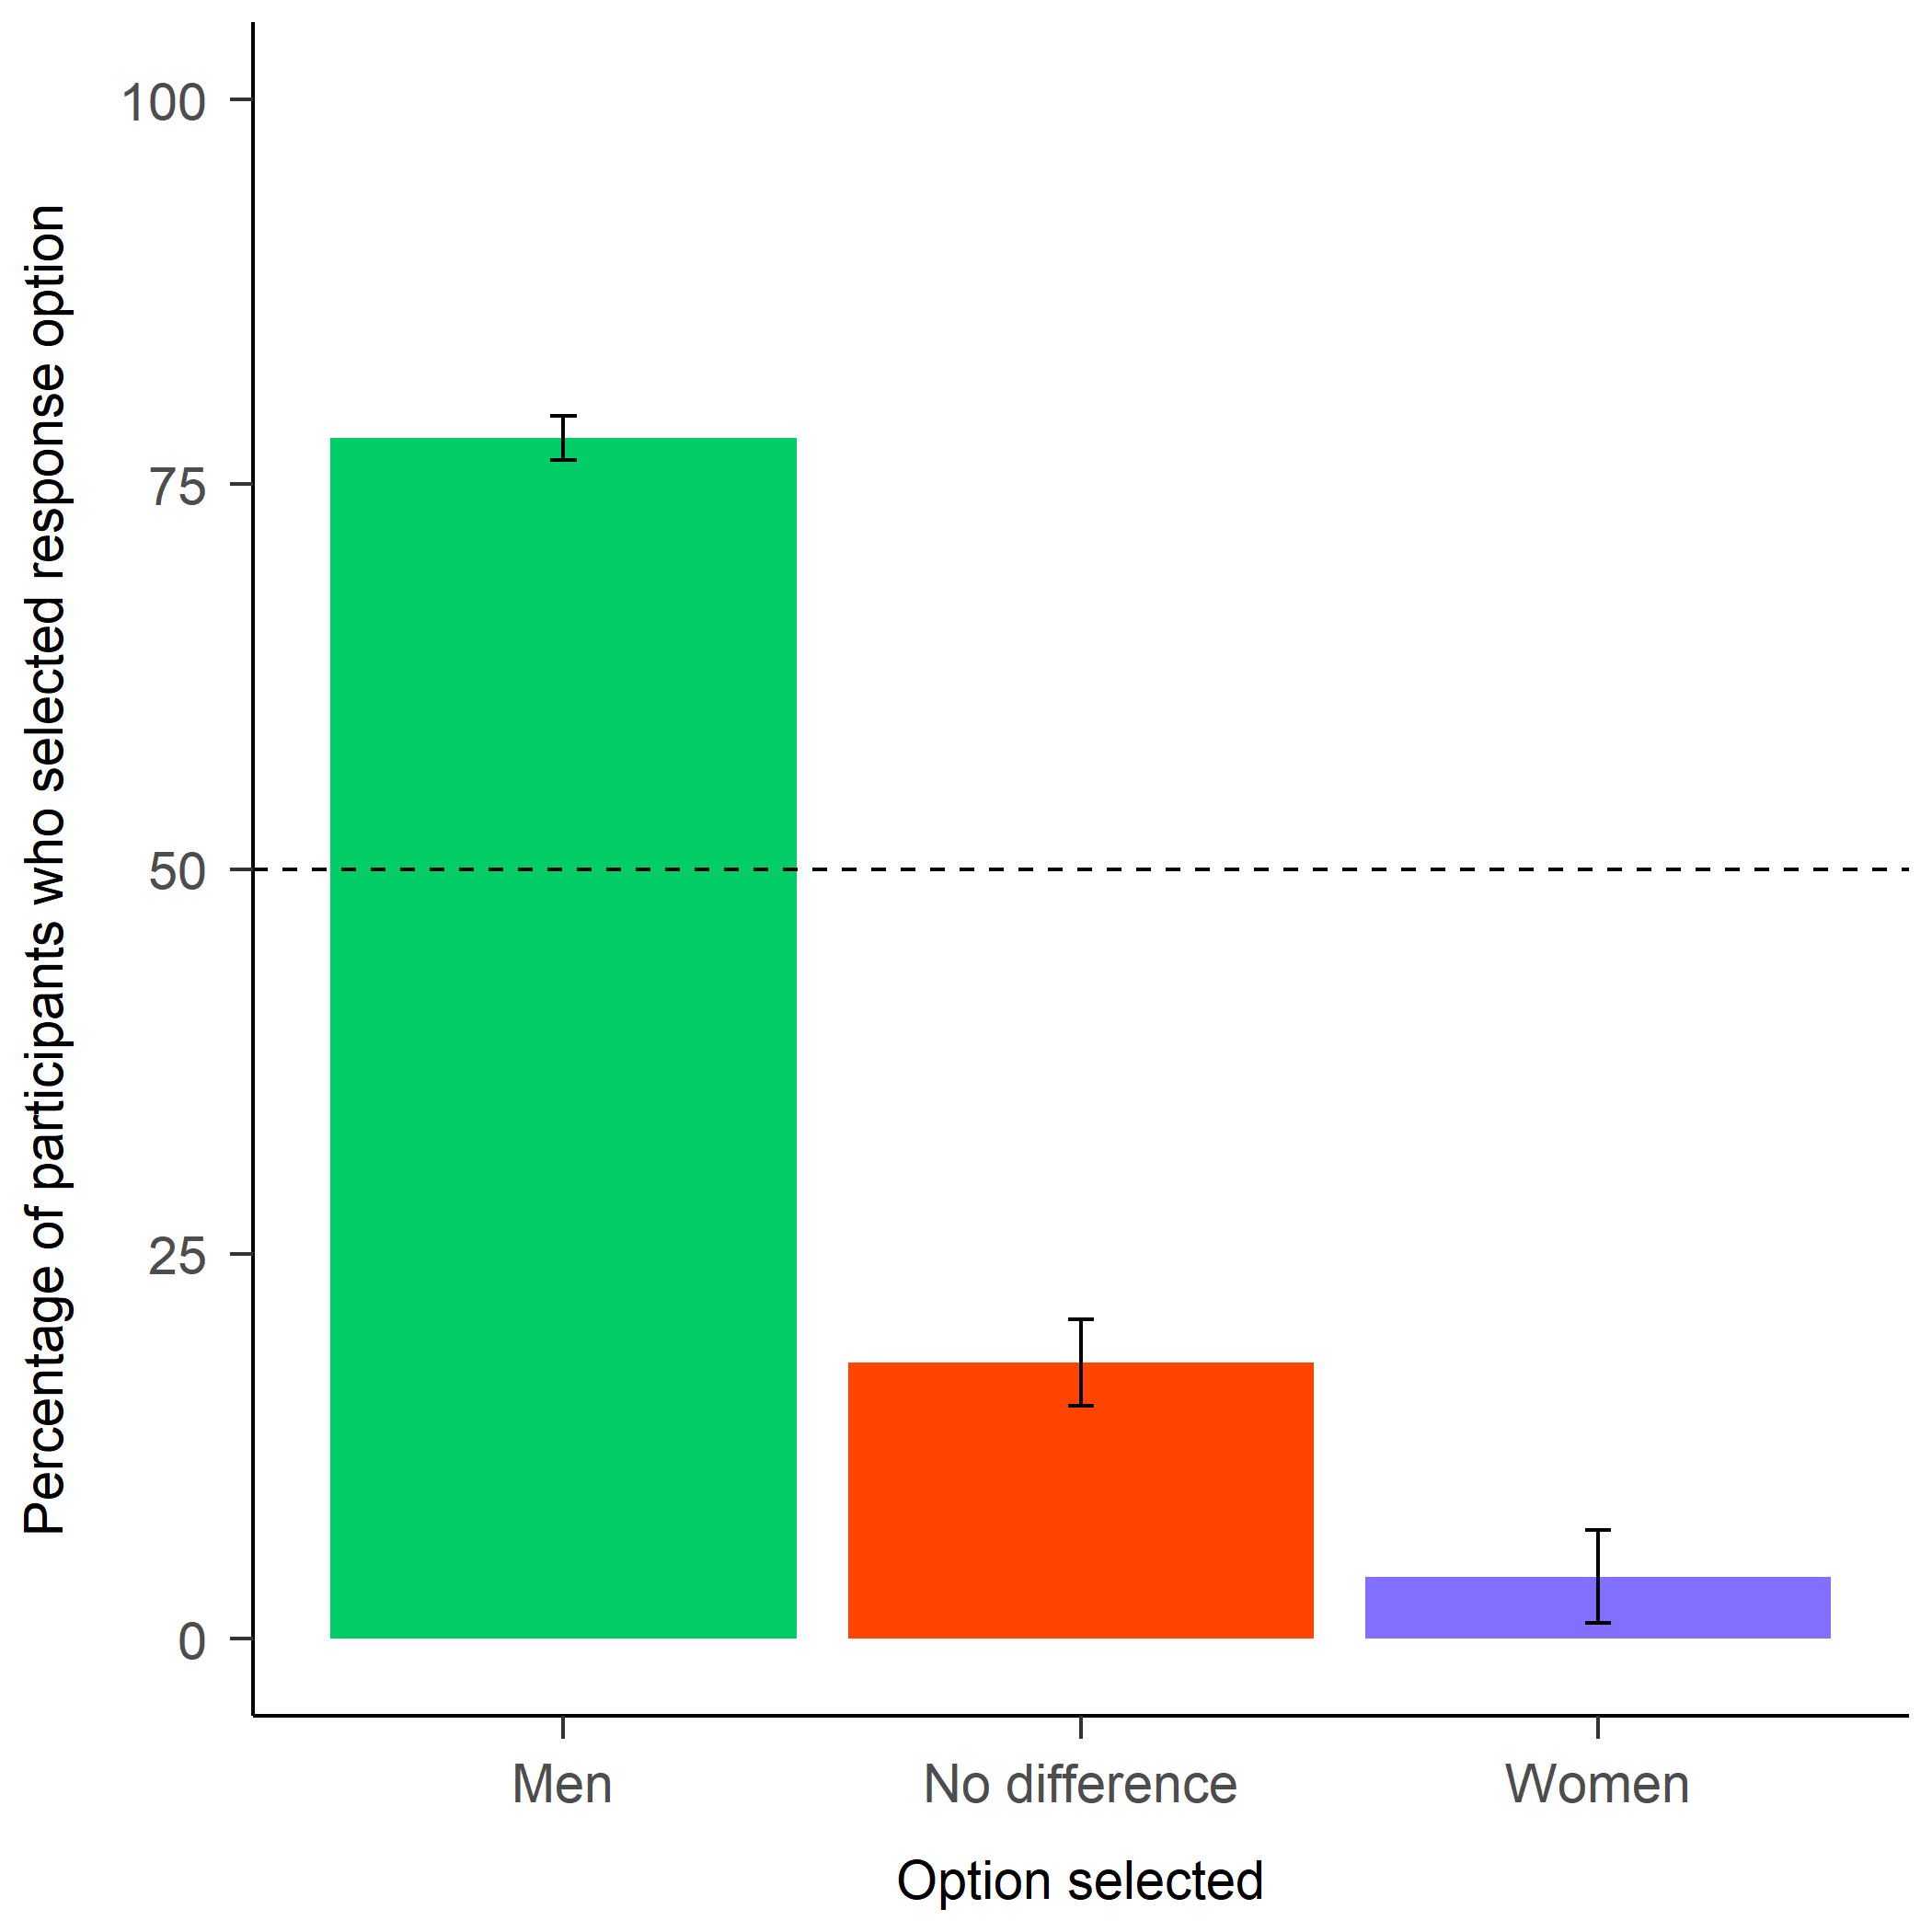 Percentage of participants who selected response option
100
75
50
25
0
Men
No difference
Women
Option selected